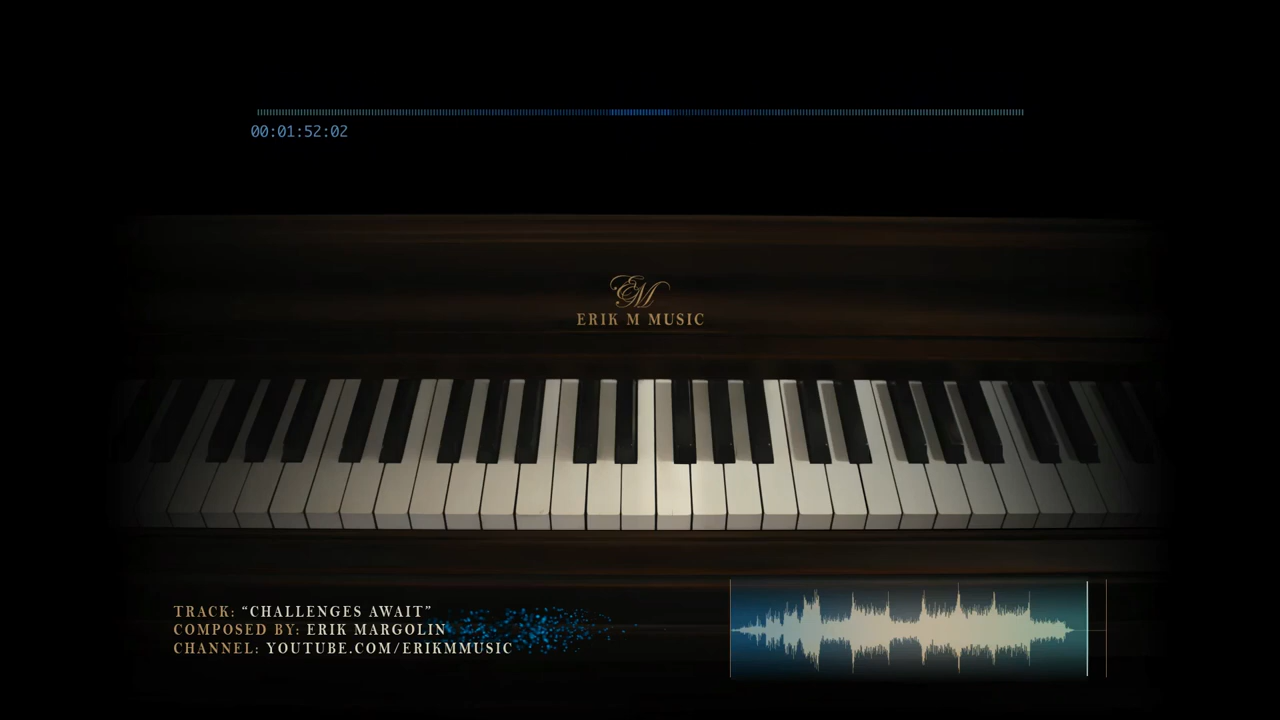 00:01:52:02
EM
ERIK M MUSIC
TRACK: “CHALLENGES AWAIT”
COMPOSED BY: ERIK MARGOLIN
CHANNEL: YOUTUBE.COM/ERIKMMUSIC